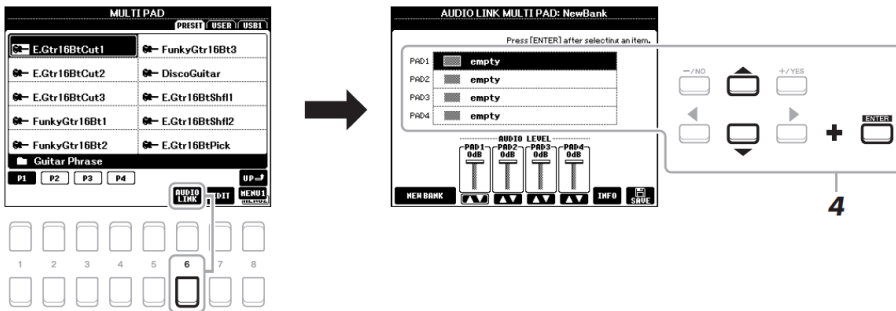 MULTI PAD
PRESET USER USB1
E.Gtr16BtCut1 FunkyGtr16Bt3
E.Gtr16BtCut2 DiscoGuitar
E.Gtr16BtCut3 E.Gtr16BtShfl1
FunkyGtr16Bt1 E.Gtr16BtShfl2
FunkyGtr16Bt2 E.Gtr16BtPick
Guitar Phrase
P1 P2 P3 P4 UP
AUDIO LINK EDIT MENU1
1 2 3 4 5 6 7 8
AUDIO LINK MULTI PAD: NewBank
Press [ENTER] after selecting an item.
PAD1 empty
PAD2 empty
PAD3 empty
PAD4 empty
AUDIO LEVEL
PAD1 PAD2 PAD3 PAD4
0dB 0dB 0dB 0dB
NEW BANK INFO SAVE
−/NO +/YES
+ ENTER
4